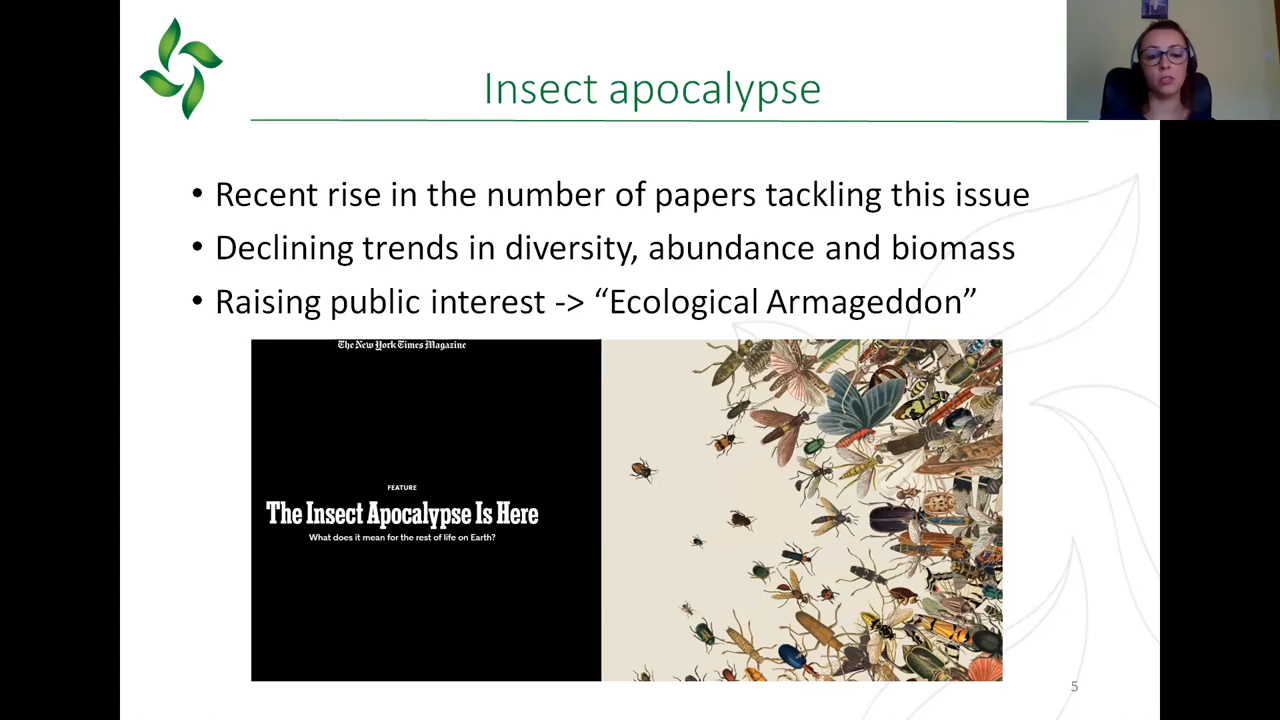 Insect apocalypse
• Recent rise in the number of papers tackling this issue
• Declining trends in diversity, abundance and biomass
• Raising public interest -> “Ecological Armageddon”
The New York Times Magazine
FEATURE
The Insect Apocalypse Is Here
What does it mean for the rest of life on Earth?
5